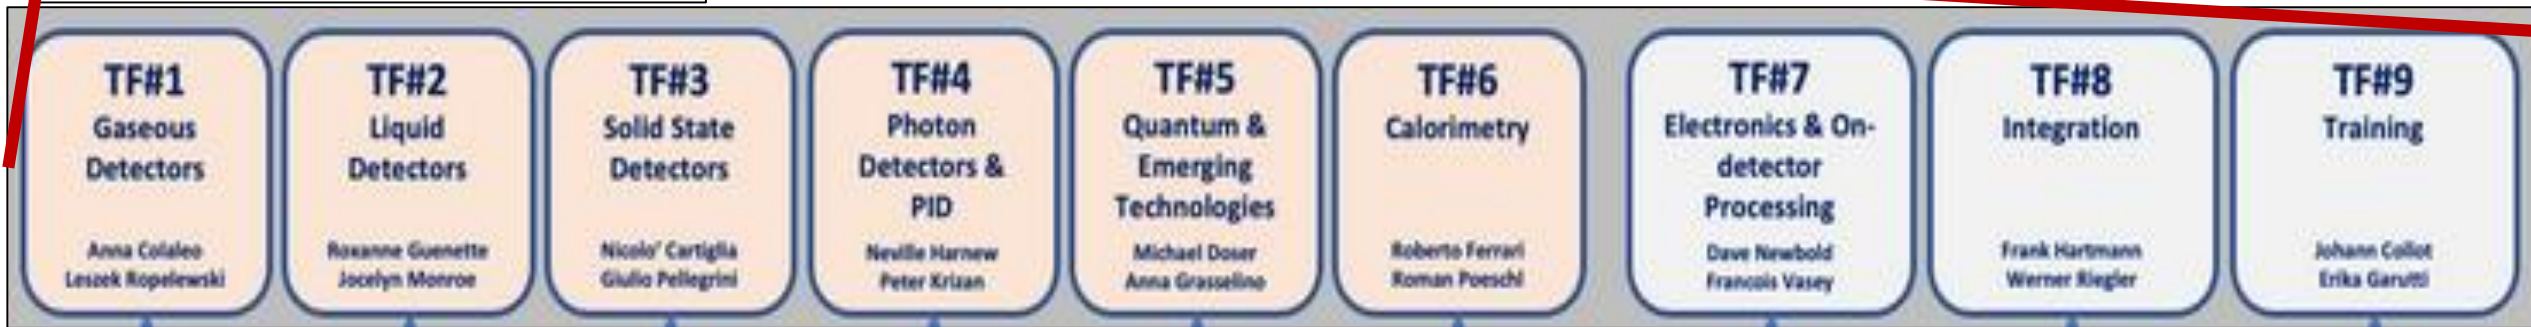 TF#1
Gaseous
Detectors
Anna Colaleo
Leszek Ropelewski
TF#2
Liquid
Detectors
Roxanne Guenette
Jocelyn Monroe
TF#3
Solid State
Detectors
Nicolo' Cartiglia
Giulio Pellegrini
TF#4
Photon
Detectors &
PID
Neville Harnew
Peter Krizan
TF#5
Quantum &
Emerging
Technologies
Michael Doser
Anna Grasselino
TF#6
Calorimetry
Roberto Ferrari
Roman Poeschl
TF#7
Electronics & On-
detector
Processing
Dave Newbold
Francois Vasey
TF#8
Integration
Frank Hartmann
Werner Riegler
TF#9
Training
Johann Collot
Erika Garutti